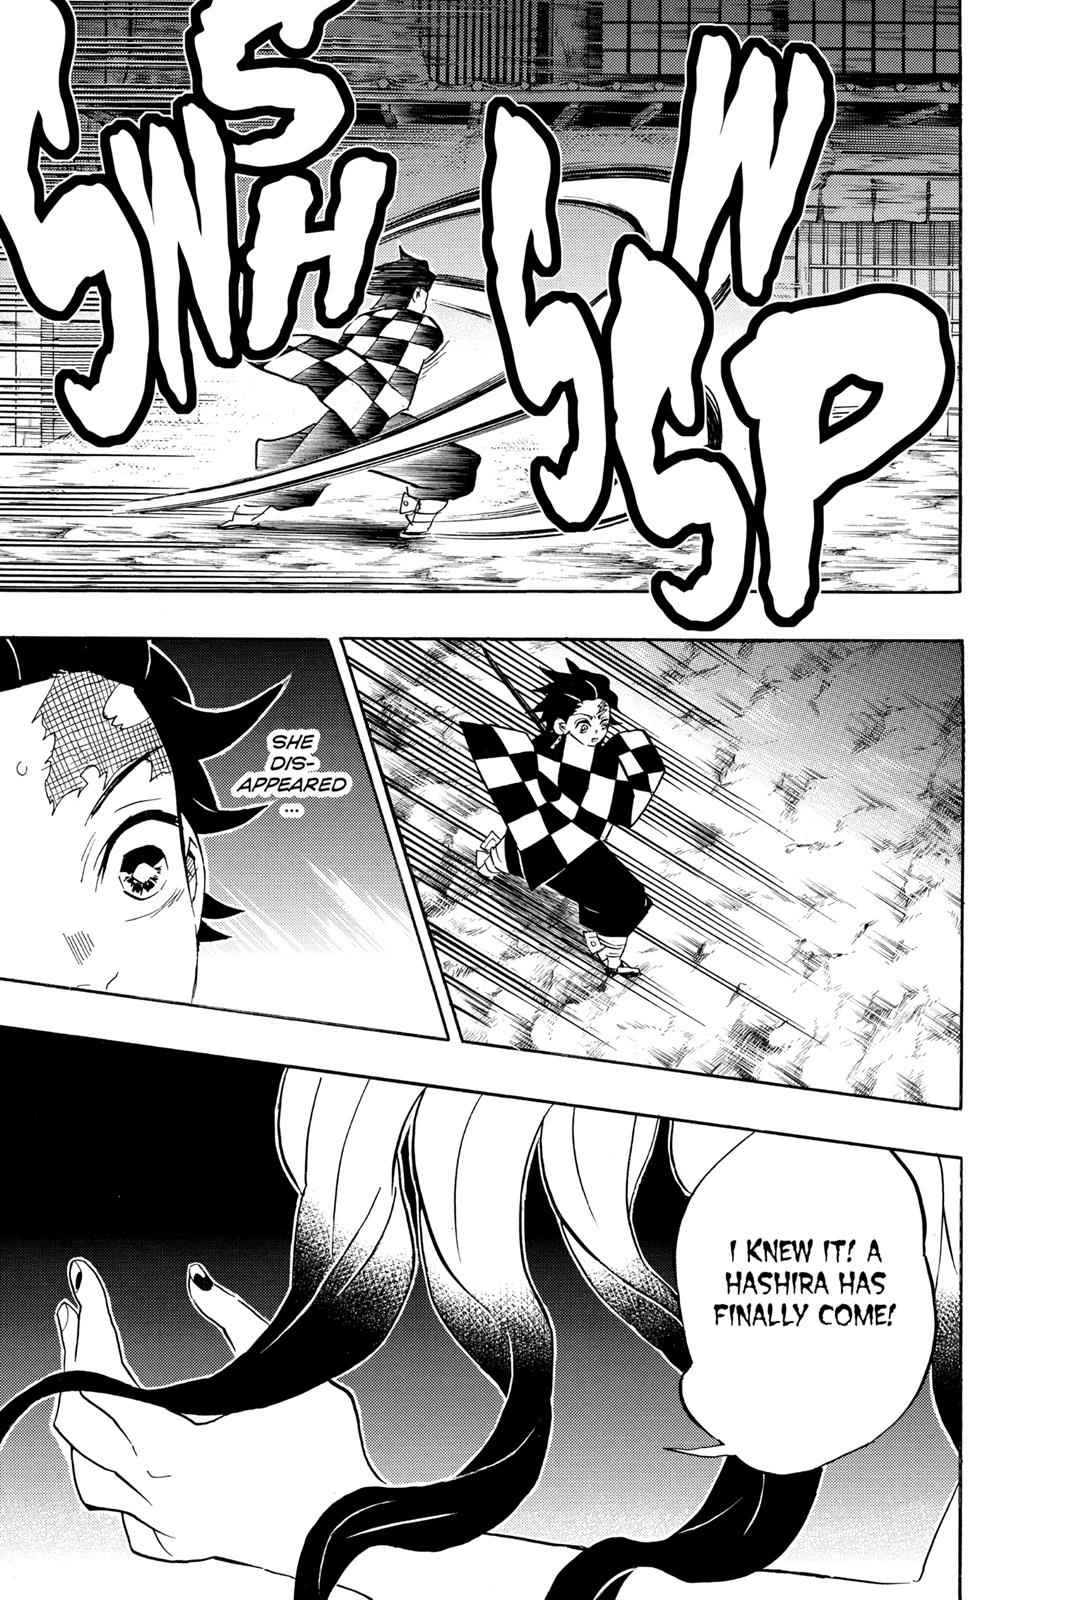 SWSP
SWSH
SHE
DIS-
APPEARED
...
I KNEW IT! A
HASHIRA HAS
FINALLY COME!